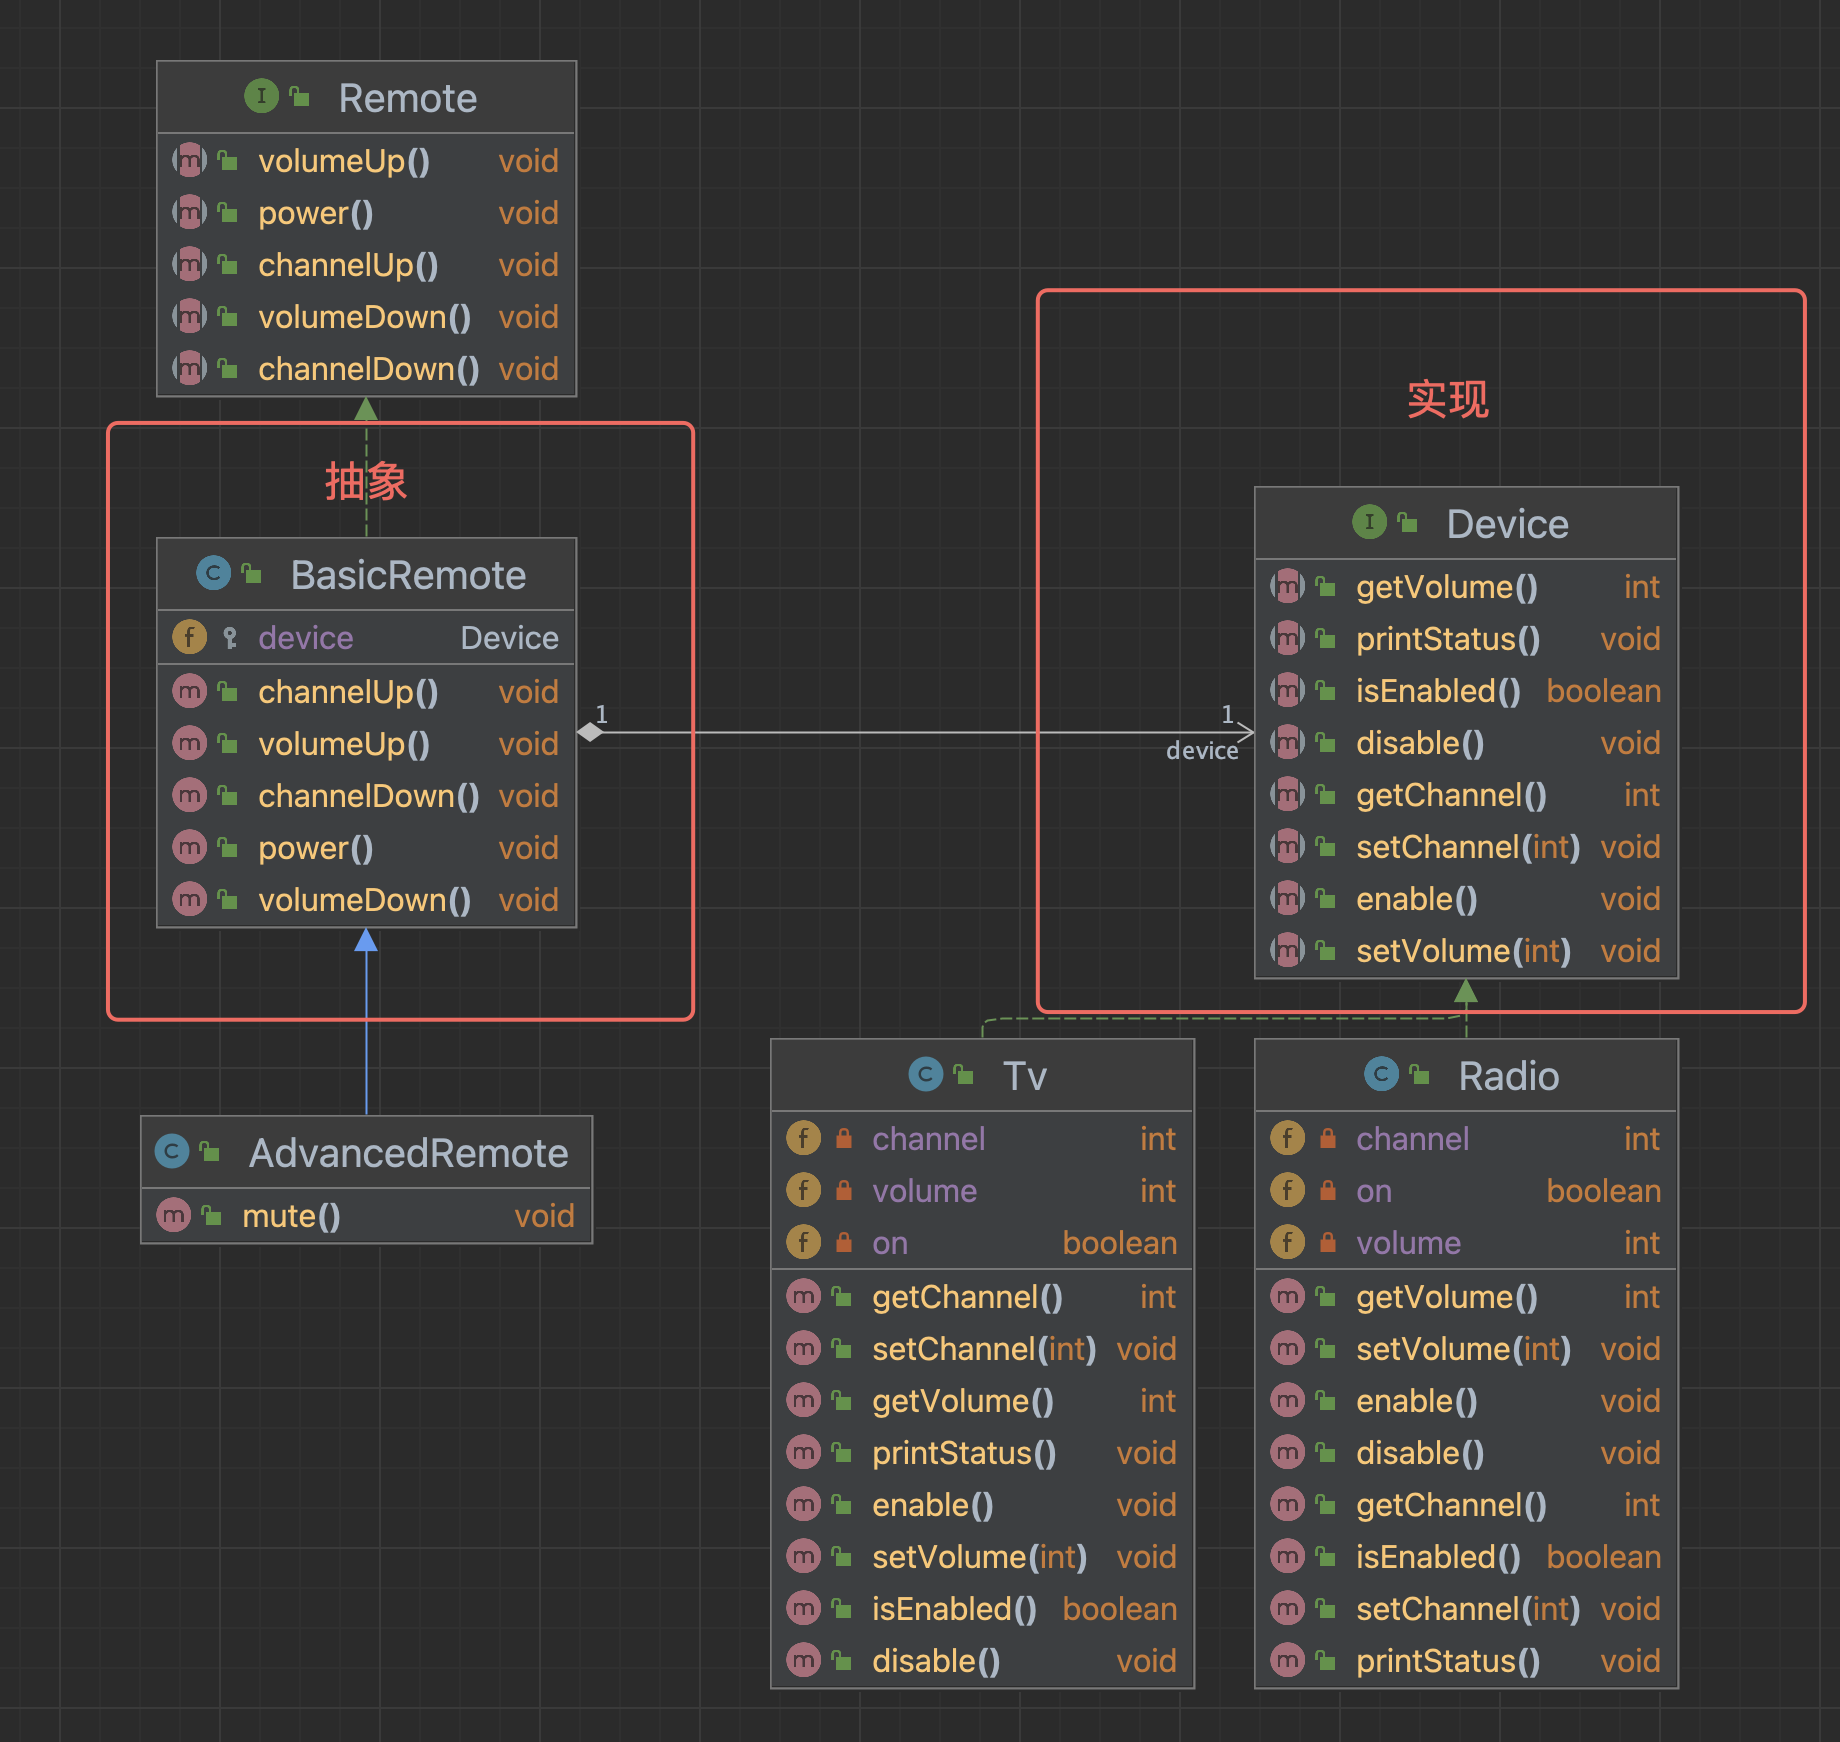 Remote
volumeUp() void
power() void
channelUp() void
volumeDown() void
channelDown() void
抽象
BasicRemote
device Device
channelUp() void
volumeUp() void
channelDown() void
power() void
volumeDown() void
AdvancedRemote
mute() void
1
1
device
实现
Device
getVolume() int
printStatus() void
isEnabled() boolean
disable() void
getChannel() int
setChannel(int) void
enable() void
setVolume(int) void
Tv
channel int
volume int
on boolean
getChannel() int
setChannel(int) void
getVolume() int
printStatus() void
enable() void
setVolume(int) void
isEnabled() boolean
disable() void
Radio
channel int
on boolean
volume int
getVolume() int
setVolume(int) void
enable() void
disable() void
getChannel() int
isEnabled() boolean
setChannel(int) void
printStatus() void